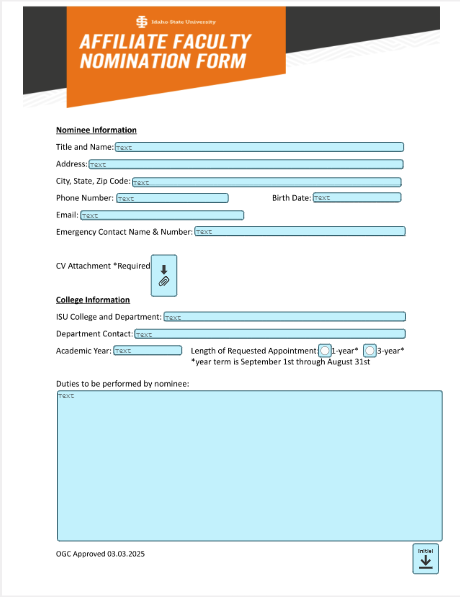 Idaho State University
AFFILIATE FACULTY
NOMINATION FORM
Nominee Information
Title and Name: Text
Address: Text
City, State, Zip Code: Text
Phone Number: Text Birth Date: Text
Email: Text
Emergency Contact Name & Number: Text
CV Attachment *Required
College Information
ISU College and Department: Text
Department Contact: Text
Academic Year: Text Length of Requested Appointment: 1-year* 3-year*
*year term is September 1st through August 31st
Duties to be performed by nominee:
Text
OGC Approved 03.03.2025
Initial